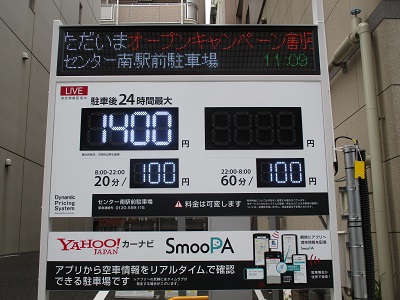 ただいまオープンキャンペーン
センター南駅前駐車場 11:09
LIVE
駐車後24時間最大
1400円
円
8:00-22:00
20分/100円
22:00-8:00
60分/100円
Dynamic
Pricing
System
センター南駅前駐車場
料金は可変します
YAHOO! JAPAN カーナビ SmooPA
アプリから空車情報をリアルタイムで確認
できる駐車場です